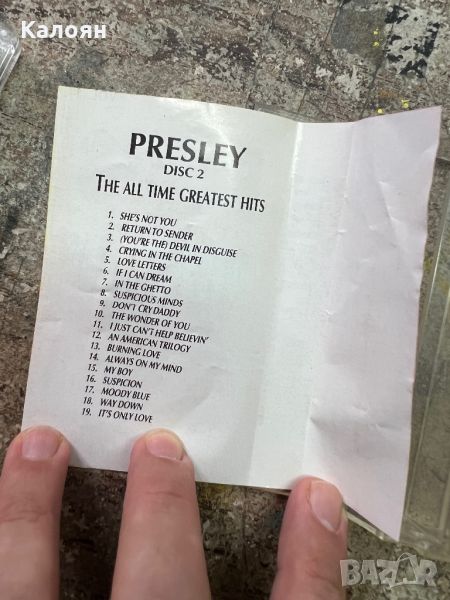 Калоян
PRESLEY
DISC 2
THE ALL TIME GREATEST HITS
1. SHE'S NOT YOU
2. RETURN TO SENDER
3. (YOU'RE THE) DEVIL IN DISGUISE
4. CRYING IN THE CHAPEL
5. LOVE LETTERS
6. IF I CAN DREAM
7. IN THE GHETTO
8. SUSPICIOUS MINDS
9. DON'T CRY DADDY
10. THE WONDER OF YOU
11. I JUST CAN'T HELP BELIEVIN'
12. AN AMERICAN TRILOGY
13. BURNING LOVE
14. ALWAYS ON MY MIND
15. MY BOY
16. SUSPICION
17. MOODY BLUE
18. WAY DOWN
19. IT'S ONLY LOVE
BAZAR